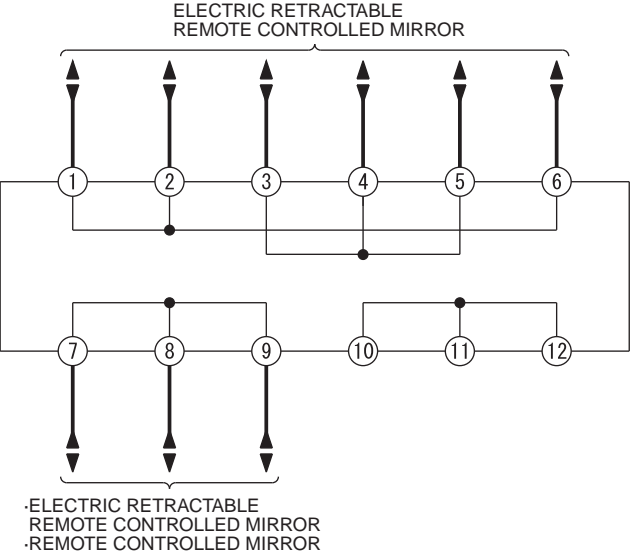 ELECTRIC RETRACTABLE
REMOTE CONTROLLED MIRROR
1 2 3 4 5 6
7 8 9 10 11 12
·ELECTRIC RETRACTABLE
REMOTE CONTROLLED MIRROR
·REMOTE CONTROLLED MIRROR